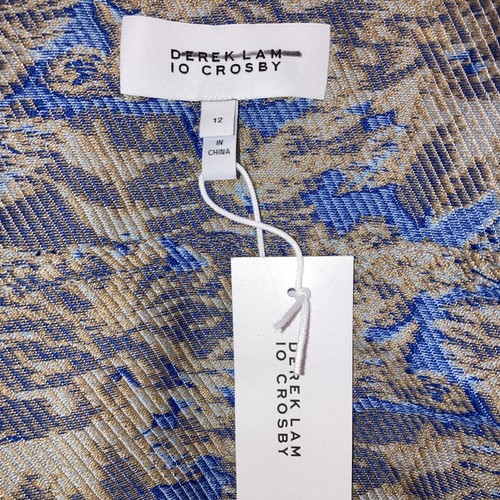 DEREK LAM
10 CROSBY
12
IN
CHINA
DEREK LAM
10 CROSBY